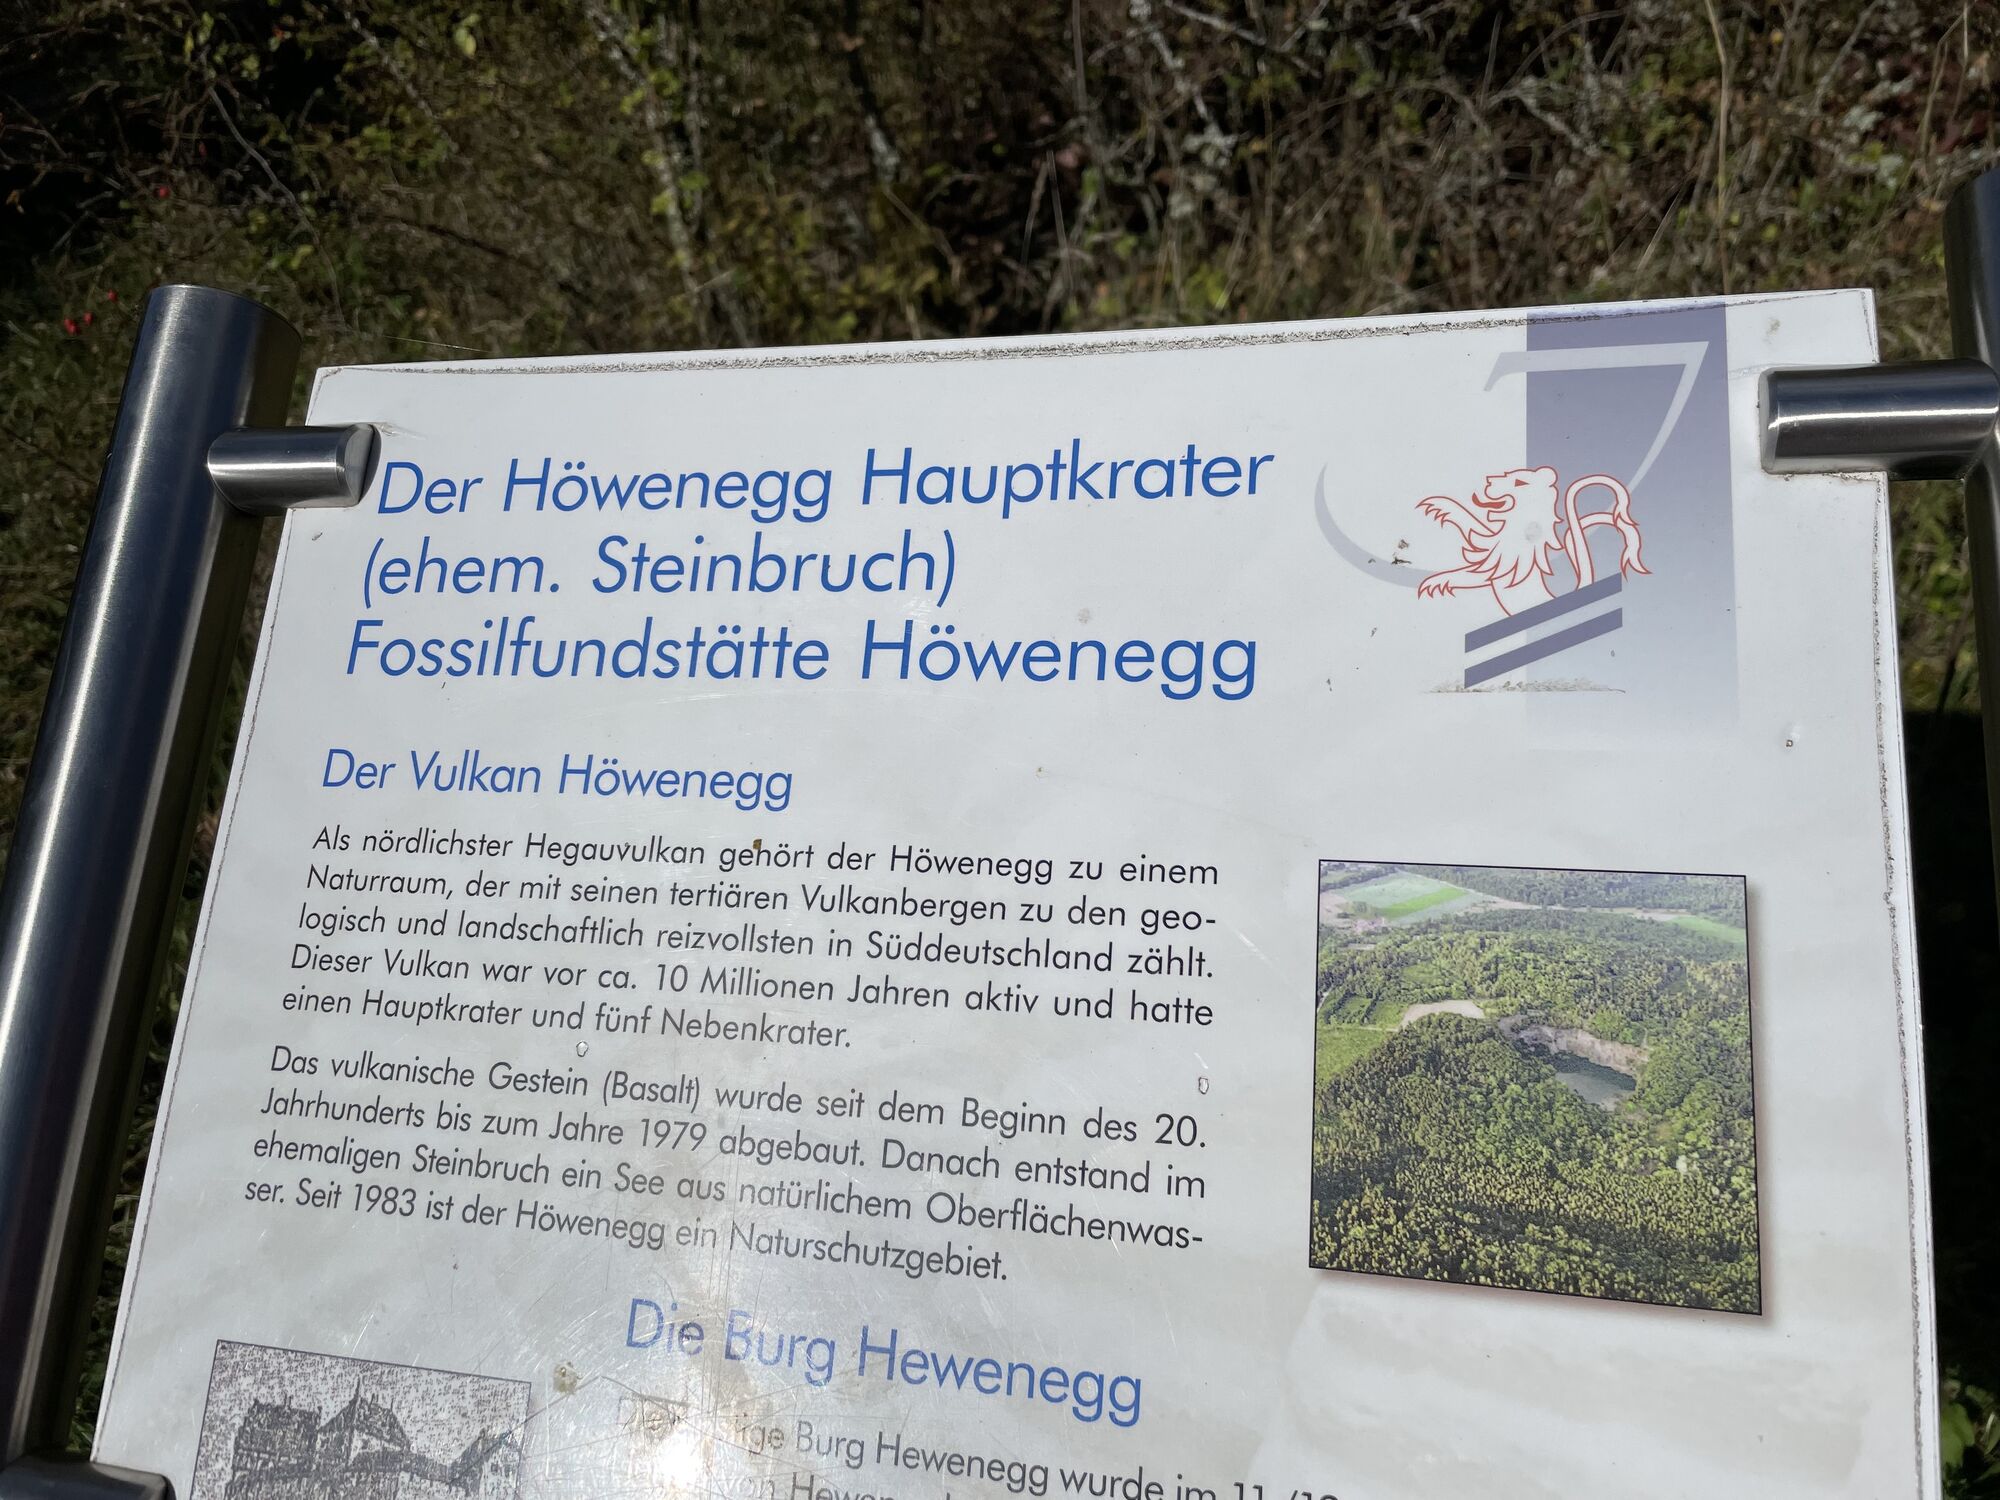 Der Höwenegg Hauptkrater
(ehem. Steinbruch)
Fossilfundstätte Höwenegg
Der Vulkan Höwenegg
Als nördlichster Hegauvulkan gehört der Höwenegg zu einem
Naturraum, der mit seinen tertiären Vulkanbergen zu den geo-
logisch und landschaftlich reizvollsten in Süddeutschland zählt.
Dieser Vulkan war vor ca. 10 Millionen Jahren aktiv und hatte
einen Hauptkrater und fünf Nebenkrater.
Das vulkanische Gestein (Basalt) wurde seit dem Beginn des 20.
Jahrhunderts bis zum Jahre 1979 abgebaut. Danach entstand im
ehemaligen Steinbruch ein See aus natürlichem Oberflächenwas-
ser. Seit 1983 ist der Höwenegg ein Naturschutzgebiet.
Die Burg Hewenegg
Burg Hewenegg wurde im
von